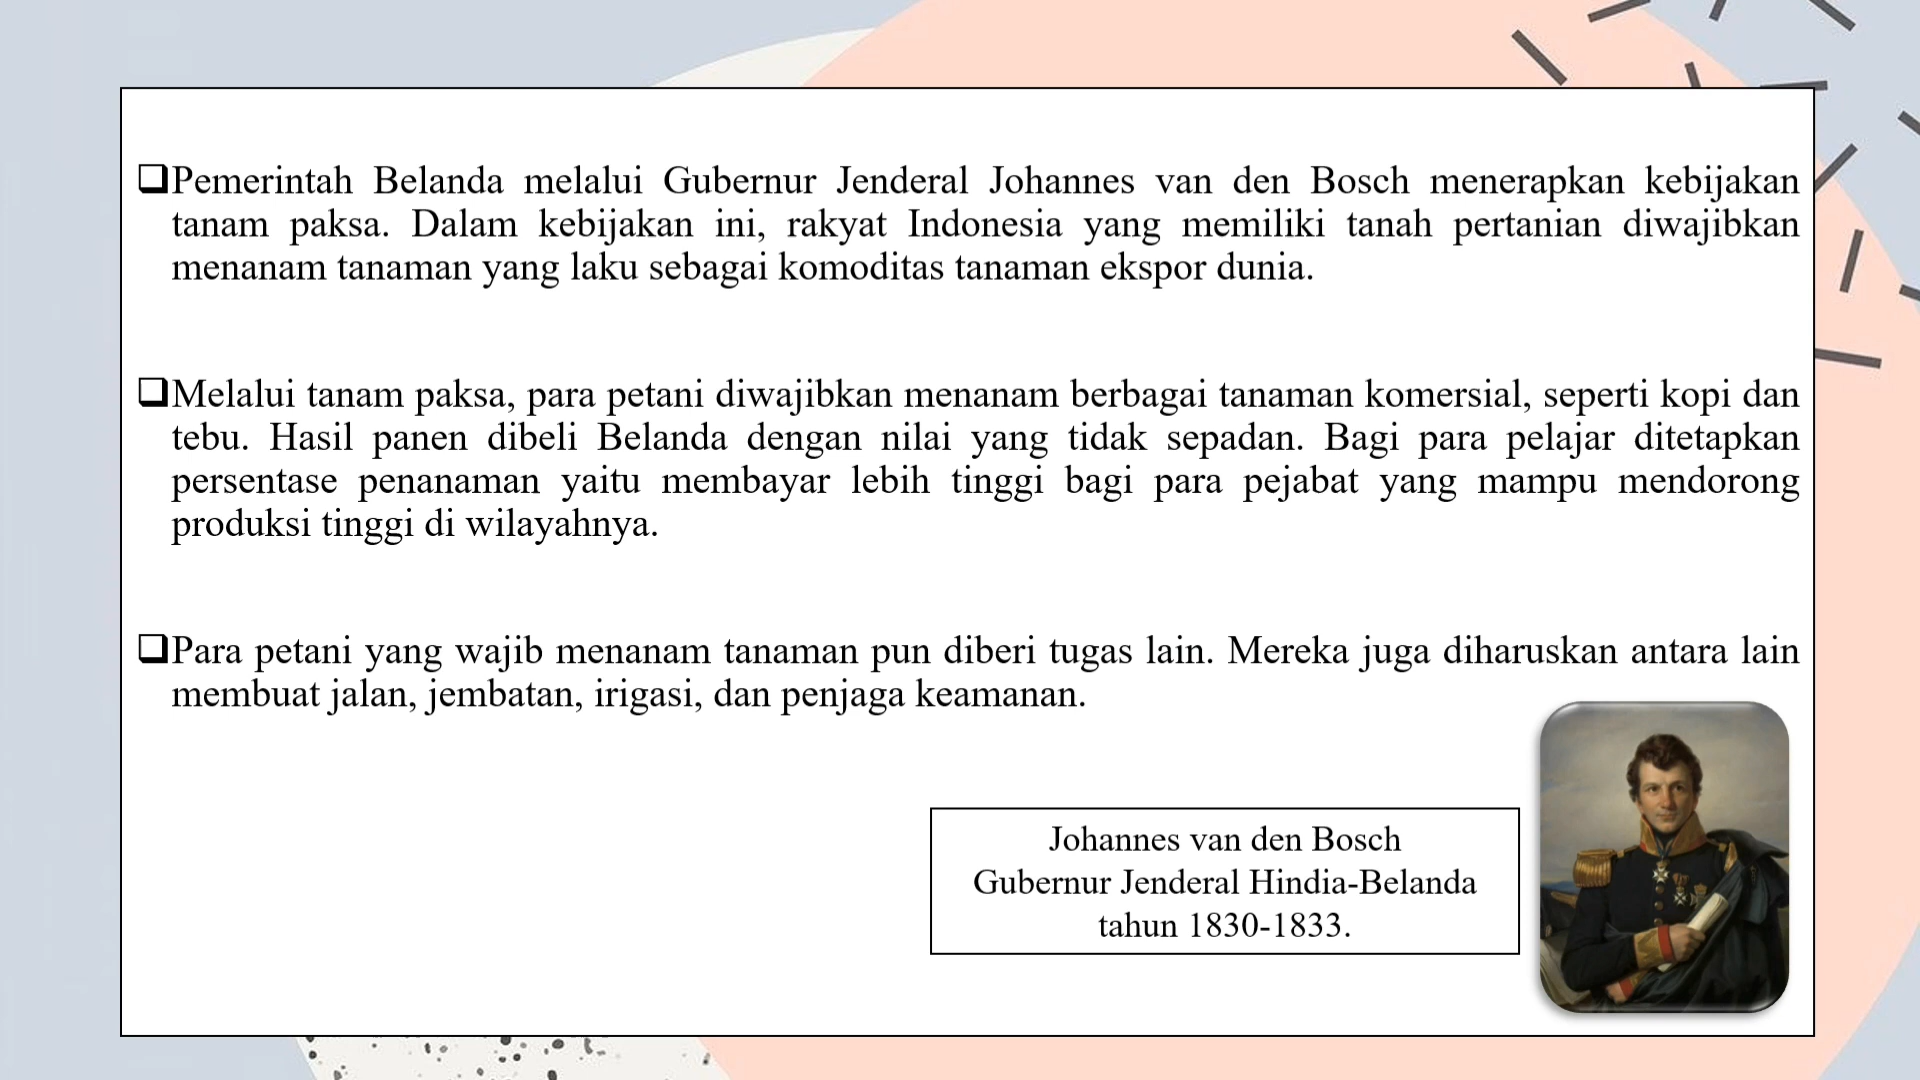 Pemerintah Belanda melalui Gubernur Jenderal Johannes van den Bosch menerapkan kebijakan
tanam paksa. Dalam kebijakan ini, rakyat Indonesia yang memiliki tanah pertanian diwajibkan
menanam tanaman yang laku sebagai komoditas tanaman ekspor dunia.
Melalui tanam paksa, para petani diwajibkan menanam berbagai tanaman komersial, seperti kopi dan
tebu. Hasil panen dibeli Belanda dengan nilai yang tidak sepadan. Bagi para pelajar ditetapkan
persentase penanaman yaitu membayar lebih tinggi bagi para pejabat yang mampu mendorong
produksi tinggi di wilayahnya.
Para petani yang wajib menanam tanaman pun diberi tugas lain. Mereka juga diharuskan antara lain
membuat jalan, jembatan, irigasi, dan penjaga keamanan.
Johannes van den Bosch
Gubernur Jenderal Hindia-Belanda
tahun 1830-1833.